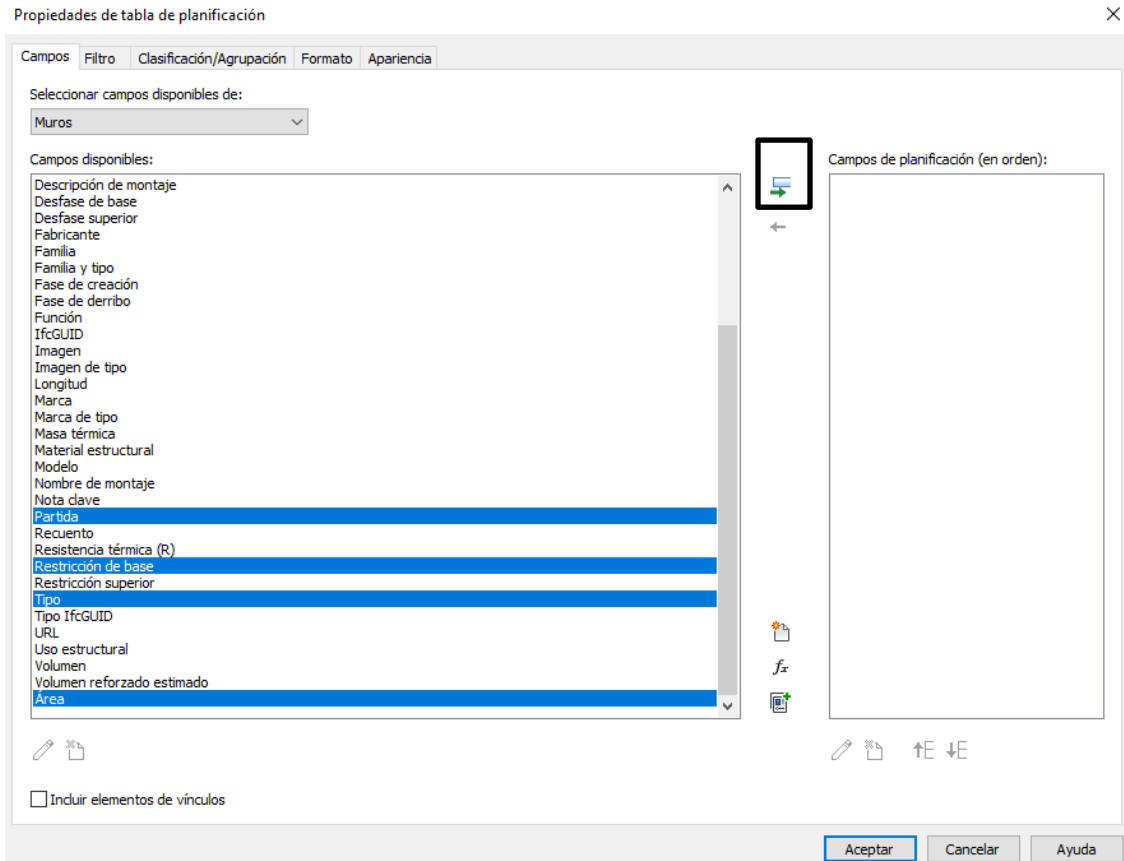 Propiedades de tabla de planificación
Campos Filtro Clasificación/Agrupación Formato Apariencia
Seleccionar campos disponibles de:
Muros
Campos disponibles:
Descripción de montaje
Desfase de base
Desfase superior
Fabricante
Familia
Familia y tipo
Fase de creación
Fase de derribo
Función
IfcGUID
Imagen
Imagen de tipo
Longitud
Marca
Marca de tipo
Masa térmica
Material estructural
Modelo
Nombre de montaje
Nota clave
Partida
Recuento
Resistencia térmica (R)
Restricción de base
Restricción superior
Tipo
Tipo IfcGUID
URL
Uso estructural
Volumen
Volumen reforzado estimado
Área
Campos de planificación (en orden):
fx
Incluir elementos de vínculos
Aceptar Cancelar Ayuda